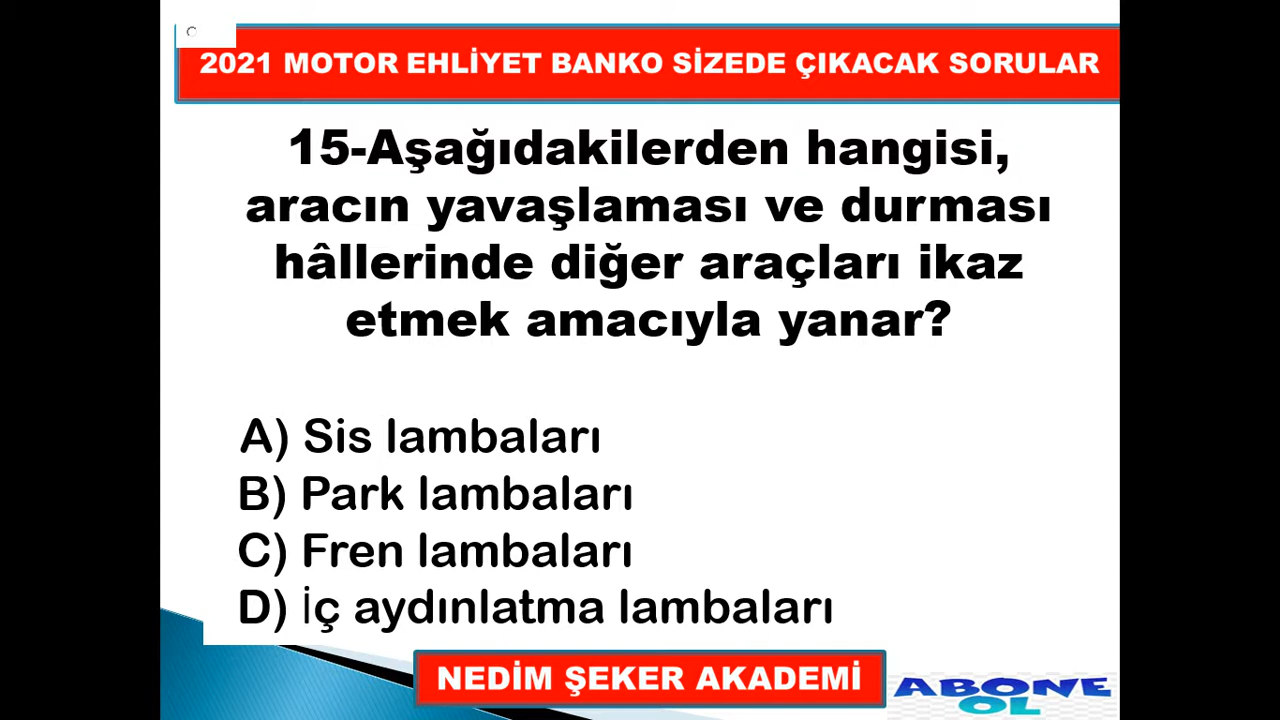 2021 MOTOR EHLİYET BANKO SİZEDE ÇIKACAK SORULAR
15-Aşağıdakilerden hangisi,
aracın yavaşlaması ve durması
hâllerinde diğer araçları ikaz
etmek amacıyla yanar?
A) Sis lambaları
B) Park lambaları
C) Fren lambaları
D) İç aydınlatma lambaları
NEDİM ŞEKER AKADEMİ
ABONE
OL